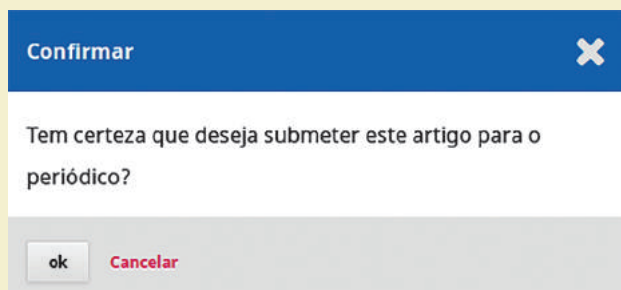 Confirmar
Tem certeza que deseja submeter este artigo para o
periódico?
ok Cancelar